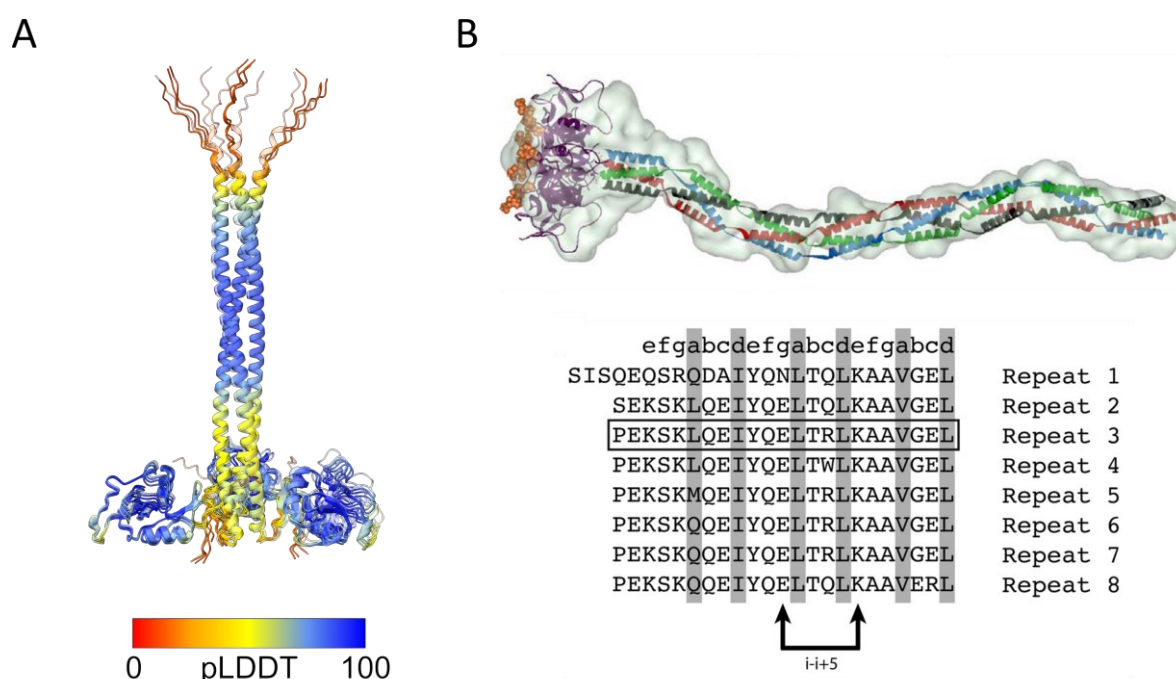 A
B
efgabcdefgabcdefgabcd
SISQEQSRQDAIYQNLTQLKAAVGEL Repeat 1
SEKSKLQEIYQELTQLKAAVGEL Repeat 2
PEKSKLQEIYQELTRLKAAVGEL Repeat 3
PEKSKLQEIYQELTWLKAAVGEL Repeat 4
PEKSKMQEIYQELTRLKAAVGEL Repeat 5
PEKSKQQEIYQELTRLKAAVGEL Repeat 6
PEKSKQQEIYQELTRLKAAVGEL Repeat 7
PEKSKQQEIYQELTQLKAAVERL Repeat 8
i-i+5
0 pLDDT 100